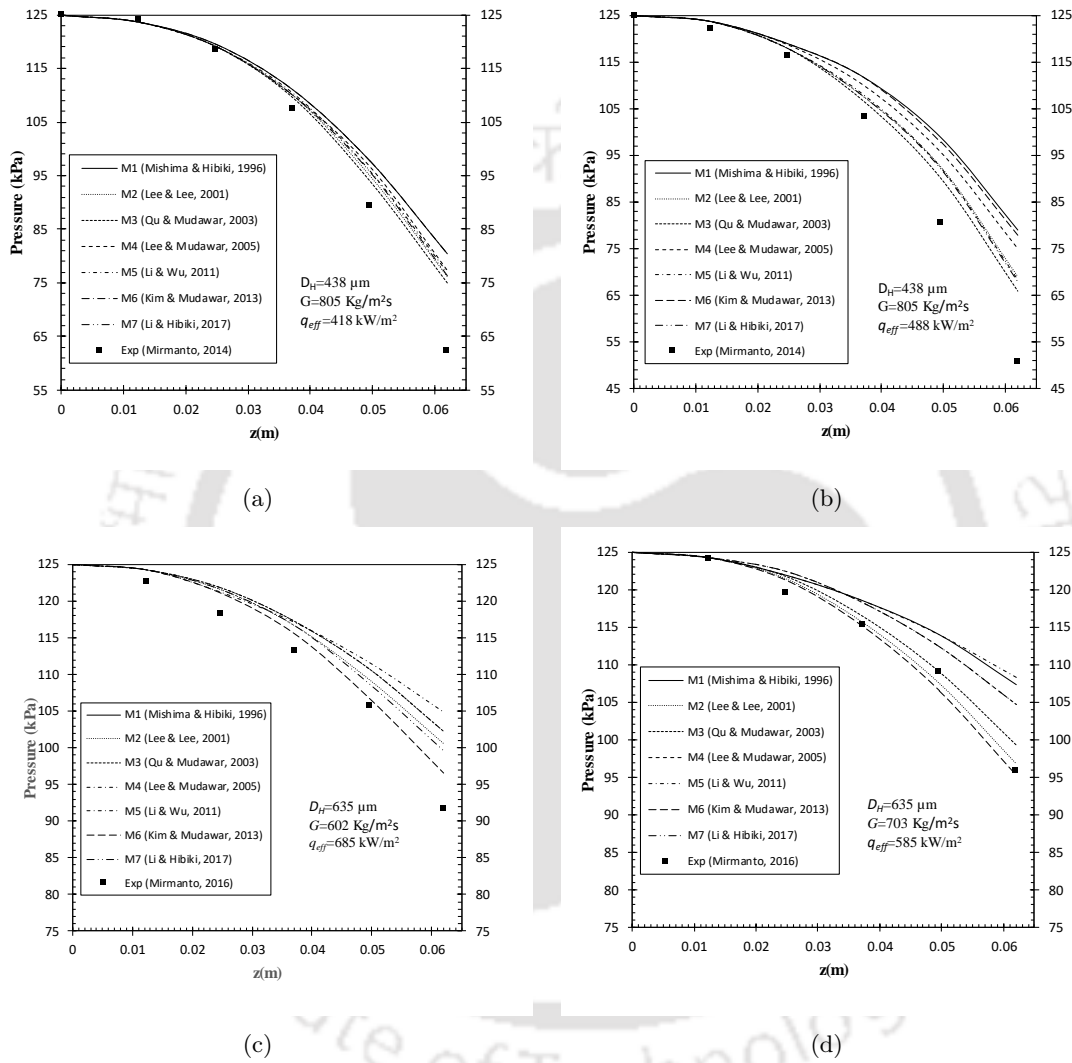 125
115
105
95
85
75
65
55
125
115
105
95
85
75
65
55
0
0.01
0.02
0.03
0.04
0.05
0.06
Pressure (kPa)
z(m)
M1 (Mishima & Hibiki, 1996)
M2 (Lee & Lee, 2001)
M3 (Qu & Mudawar, 2003)
M4 (Lee & Mudawar, 2005)
M5 (Li & Wu, 2011)
M6 (Kim & Mudawar, 2013)
M7 (Li & Hibiki, 2017)
Exp (Mirmanto, 2014)
D_H=438 µm
G=805 Kg/m²s
q_eff=418 kW/m²
(a)
125
115
105
95
85
75
65
55
45
125
115
105
95
85
75
65
55
45
0
0.01
0.02
0.03
0.04
0.05
0.06
Pressure (kPa)
z(m)
M1 (Mishima & Hibiki, 1996)
M2 (Lee & Lee, 2001)
M3 (Qu & Mudawar, 2003)
M4 (Lee & Mudawar, 2005)
M5 (Li & Wu, 2011)
M6 (Kim & Mudawar, 2013)
M7 (Li & Hibiki, 2017)
Exp (Mirmanto, 2014)
D_H=438 µm
G=805 Kg/m²s
q_eff=488 kW/m²
(b)
125
120
115
110
105
100
95
90
85
80
75
125
120
115
110
105
100
95
90
85
80
75
0
0.01
0.02
0.03
0.04
0.05
0.06
Pressure (kPa)
z(m)
M1 (Mishima & Hibiki, 1996)
M2 (Lee & Lee, 2001)
M3 (Qu & Mudawar, 2003)
M4 (Lee & Mudawar, 2005)
M5 (Li & Wu, 2011)
M6 (Kim & Mudawar, 2013)
M7 (Li & Hibiki, 2017)
Exp (Mirmanto, 2016)
D_H=635 µm
G=602 Kg/m²s
q_eff=685 kW/m²
(c)
125
120
115
110
105
100
95
90
85
80
75
125
120
115
110
105
100
95
90
85
80
75
0
0.01
0.02
0.03
0.04
0.05
0.06
Pressure (kPa)
z(m)
M1 (Mishima & Hibiki, 1996)
M2 (Lee & Lee, 2001)
M3 (Qu & Mudawar, 2003)
M4 (Lee & Mudawar, 2005)
M5 (Li & Wu, 2011)
M6 (Kim & Mudawar, 2013)
M7 (Li & Hibiki, 2017)
Exp (Mirmanto, 2016)
D_H=635 µm
G=703 Kg/m²s
q_eff=585 kW/m²
(d)